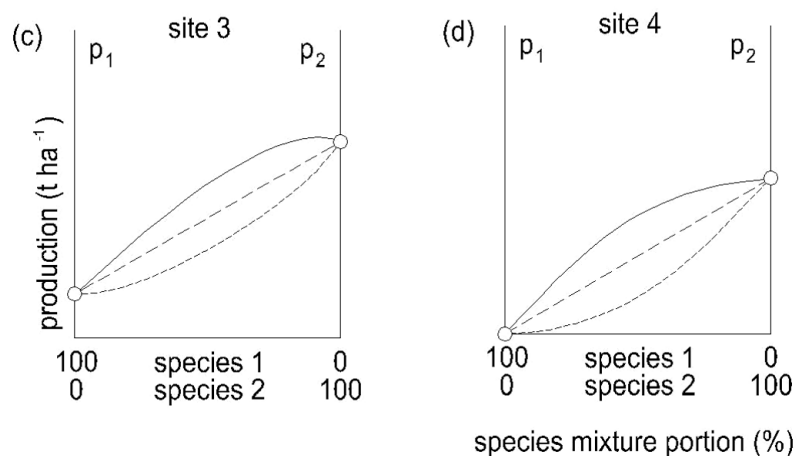 (c) site 3
p1 p2
production (t ha⁻¹)
100 species 1 0
0 species 2 100
(d) site 4
p1 p2
100 species 1 0
0 species 2 100
species mixture portion (%)